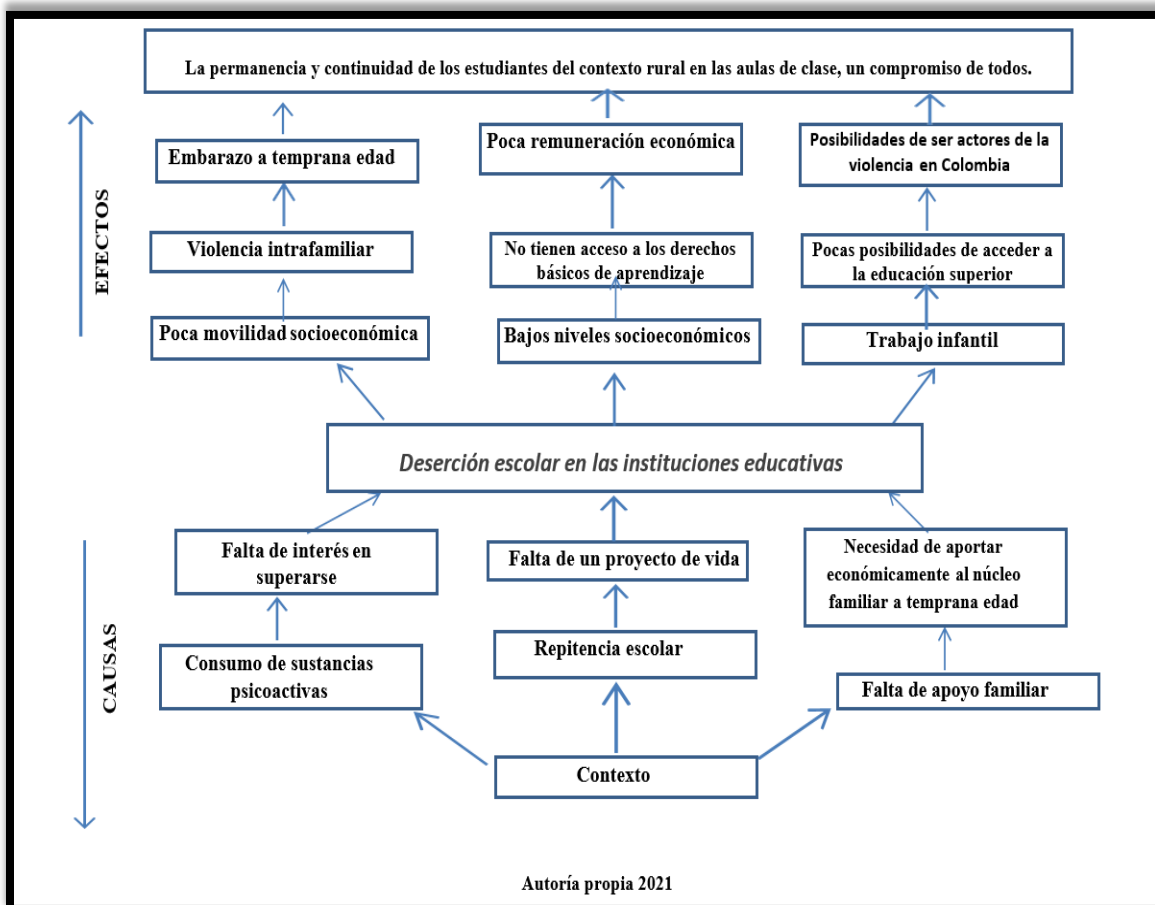 La permanencia y continuidad de los estudiantes del contexto rural en las aulas de clase, un compromiso de todos.
EFECTOS
Embarazo a temprana edad
Poca remuneración económica
Posibilidades de ser actores de la
violencia en Colombia
Violencia intrafamiliar
No tienen acceso a los derechos
básicos de aprendizaje
Pocas posibilidades de acceder a
la educación superior
Poca movilidad socioeconómica
Bajos niveles socioeconómicos
Trabajo infantil
Deserción escolar en las instituciones educativas
CAUSAS
Falta de interés en
superarse
Falta de un proyecto de vida
Necesidad de aportar
económicamente al núcleo
familiar a temprana edad
Consumo de sustancias
psicoactivas
Repitencia escolar
Falta de apoyo familiar
Contexto
Autoría propia 2021